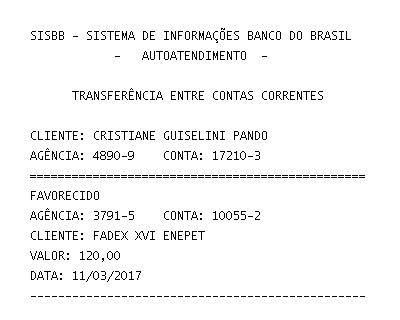 SISBB - SISTEMA DE INFORMAÇÕES BANCO DO BRASIL
- AUTOATENDIMENTO -
TRANSFERÊNCIA ENTRE CONTAS CORRENTES
CLIENTE: CRISTIANE GUISELINI PANDO
AGÊNCIA: 4890-9 CONTA: 17210-3
================================================
FAVORECIDO
AGÊNCIA: 3791-5 CONTA: 10055-2
CLIENTE: FADEX XVI ENEPET
VALOR: 120,00
DATA: 11/03/2017
------------------------------------------------